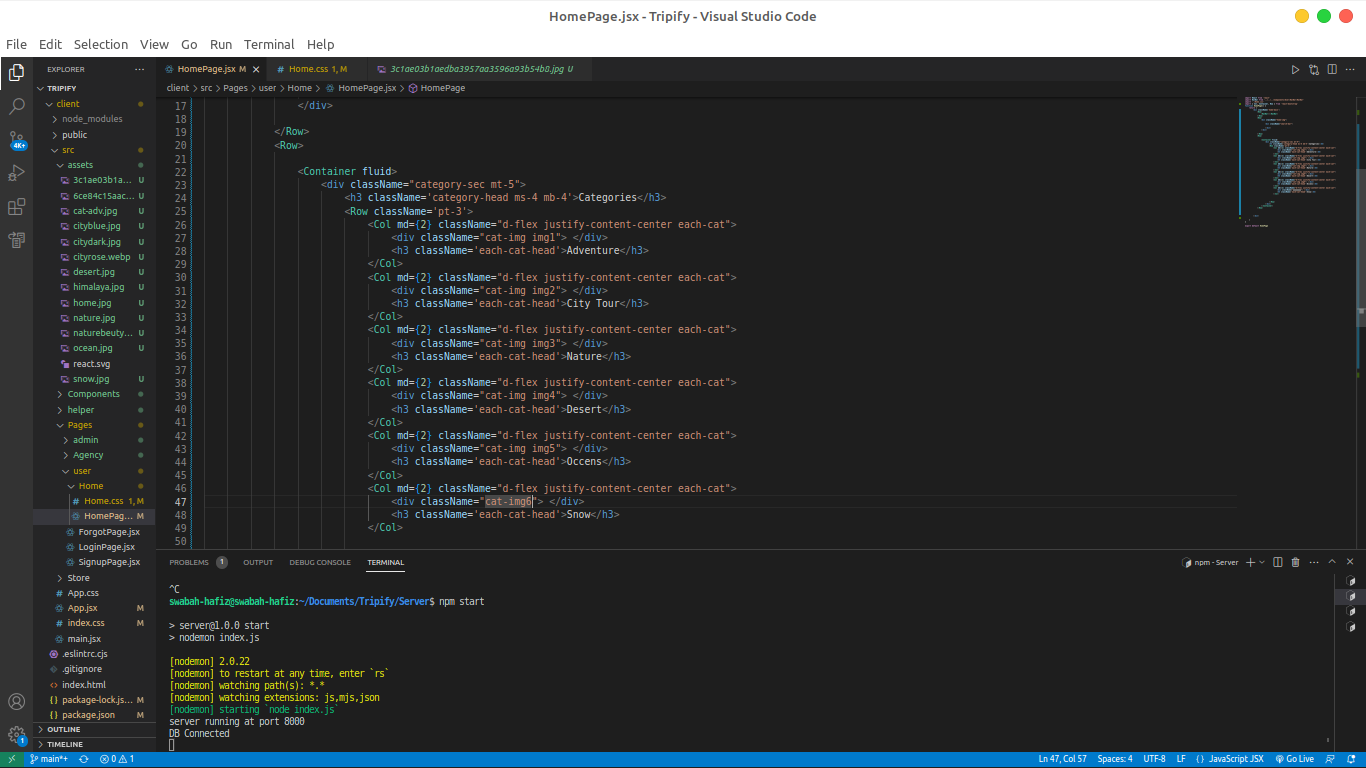 HomePage.jsx - Tripify - Visual Studio Code
File Edit Selection View Go Run Terminal Help
EXPLORER ···
HomePage.jsx M
Home.css 1, M
3c1ae03b1aedba3957aa3596a93b54b8.jpg U
client > src > Pages > user > Home > HomePage.jsx > HomePage
TRIPIFY
client
node_modules
public
src
assets
3c1ae03b1a... U
6ce84c15aac... U
cat-adv.jpg U
cityblue.jpg U
citydark.jpg U
cityrose.webp U
desert.jpg U
himalaya.jpg U
home.jpg U
nature.jpg U
naturebeuty... U
ocean.jpg U
react.svg
snow.jpg U
Components
helper
Pages
admin
Agency
user
Home
Home.css 1, M
HomePag... M
ForgotPage.jsx
LoginPage.jsx
SignupPage.jsx
Store
App.css
App.jsx M
index.css M
main.jsx
.eslintrc.cjs
.gitignore
index.html
package-lock.js... M
package.json M
OUTLINE
TIMELINE
4K+
1
17 </div>
18
19 </Row>
20 <Row>
21
22 <Container fluid>
23 <div className="category-sec mt-5">
24 <h3 className='category-head ms-4 mb-4'>Categories</h3>
25 <Row className='pt-3'>
26 <Col md={2} className="d-flex justify-content-center each-cat">
27 <div className="cat-img img1"> </div>
28 <h3 className='each-cat-head'>Adventure</h3>
29 </Col>
30 <Col md={2} className="d-flex justify-content-center each-cat">
31 <div className="cat-img img2"> </div>
32 <h3 className='each-cat-head'>City Tour</h3>
33 </Col>
34 <Col md={2} className="d-flex justify-content-center each-cat">
35 <div className="cat-img img3"> </div>
36 <h3 className='each-cat-head'>Nature</h3>
37 </Col>
38 <Col md={2} className="d-flex justify-content-center each-cat">
39 <div className="cat-img img4"> </div>
40 <h3 className='each-cat-head'>Desert</h3>
41 </Col>
42 <Col md={2} className="d-flex justify-content-center each-cat">
43 <div className="cat-img img5"> </div>
44 <h3 className='each-cat-head'>Occens</h3>
45 </Col>
46 <Col md={2} className="d-flex justify-content-center each-cat">
47 <div className="cat-img6"> </div>
48 <h3 className='each-cat-head'>Snow</h3>
49 </Col>
50
PROBLEMS 1 OUTPUT DEBUG CONSOLE TERMINAL
npm - Server
^C
swabah-hafiz@swabah-hafiz:~/Documents/Tripify/Server$ npm start
> server@1.0.0 start
> nodemon index.js
[nodemon] 2.0.22
[nodemon] to restart at any time, enter `rs`
[nodemon] watching path(s): *.*
[nodemon] watching extensions: js,mjs,json
[nodemon] starting `node index.js`
server running at port 8000
DB Connected
main*+ 0 1 Ln 47, Col 57 Spaces: 4 UTF-8 LF { } JavaScript JSX Go Live